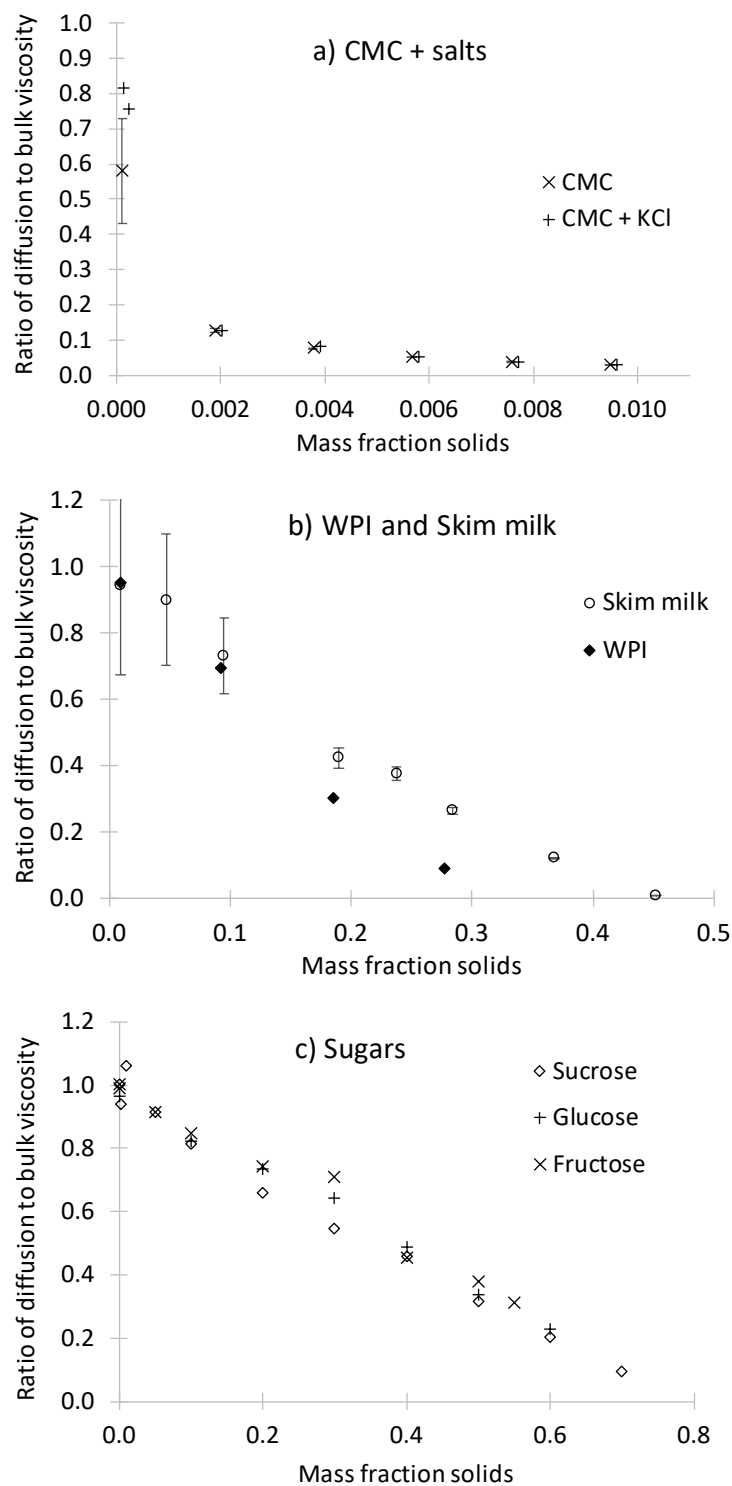 a) CMC + salts
Ratio of diffusion to bulk viscosity
1.0
0.9
0.8
0.7
0.6
0.5
0.4
0.3
0.2
0.1
0.0
CMC
CMC + KCl
0.000 0.002 0.004 0.006 0.008 0.010
Mass fraction solids
b) WPI and Skim milk
Ratio of diffusion to bulk viscosity
1.2
1.0
0.8
0.6
0.4
0.2
0.0
Skim milk
WPI
0.0 0.1 0.2 0.3 0.4 0.5
Mass fraction solids
c) Sugars
Ratio of diffusion to bulk viscosity
1.2
1.0
0.8
0.6
0.4
0.2
0.0
Sucrose
Glucose
Fructose
0.0 0.2 0.4 0.6 0.8
Mass fraction solids